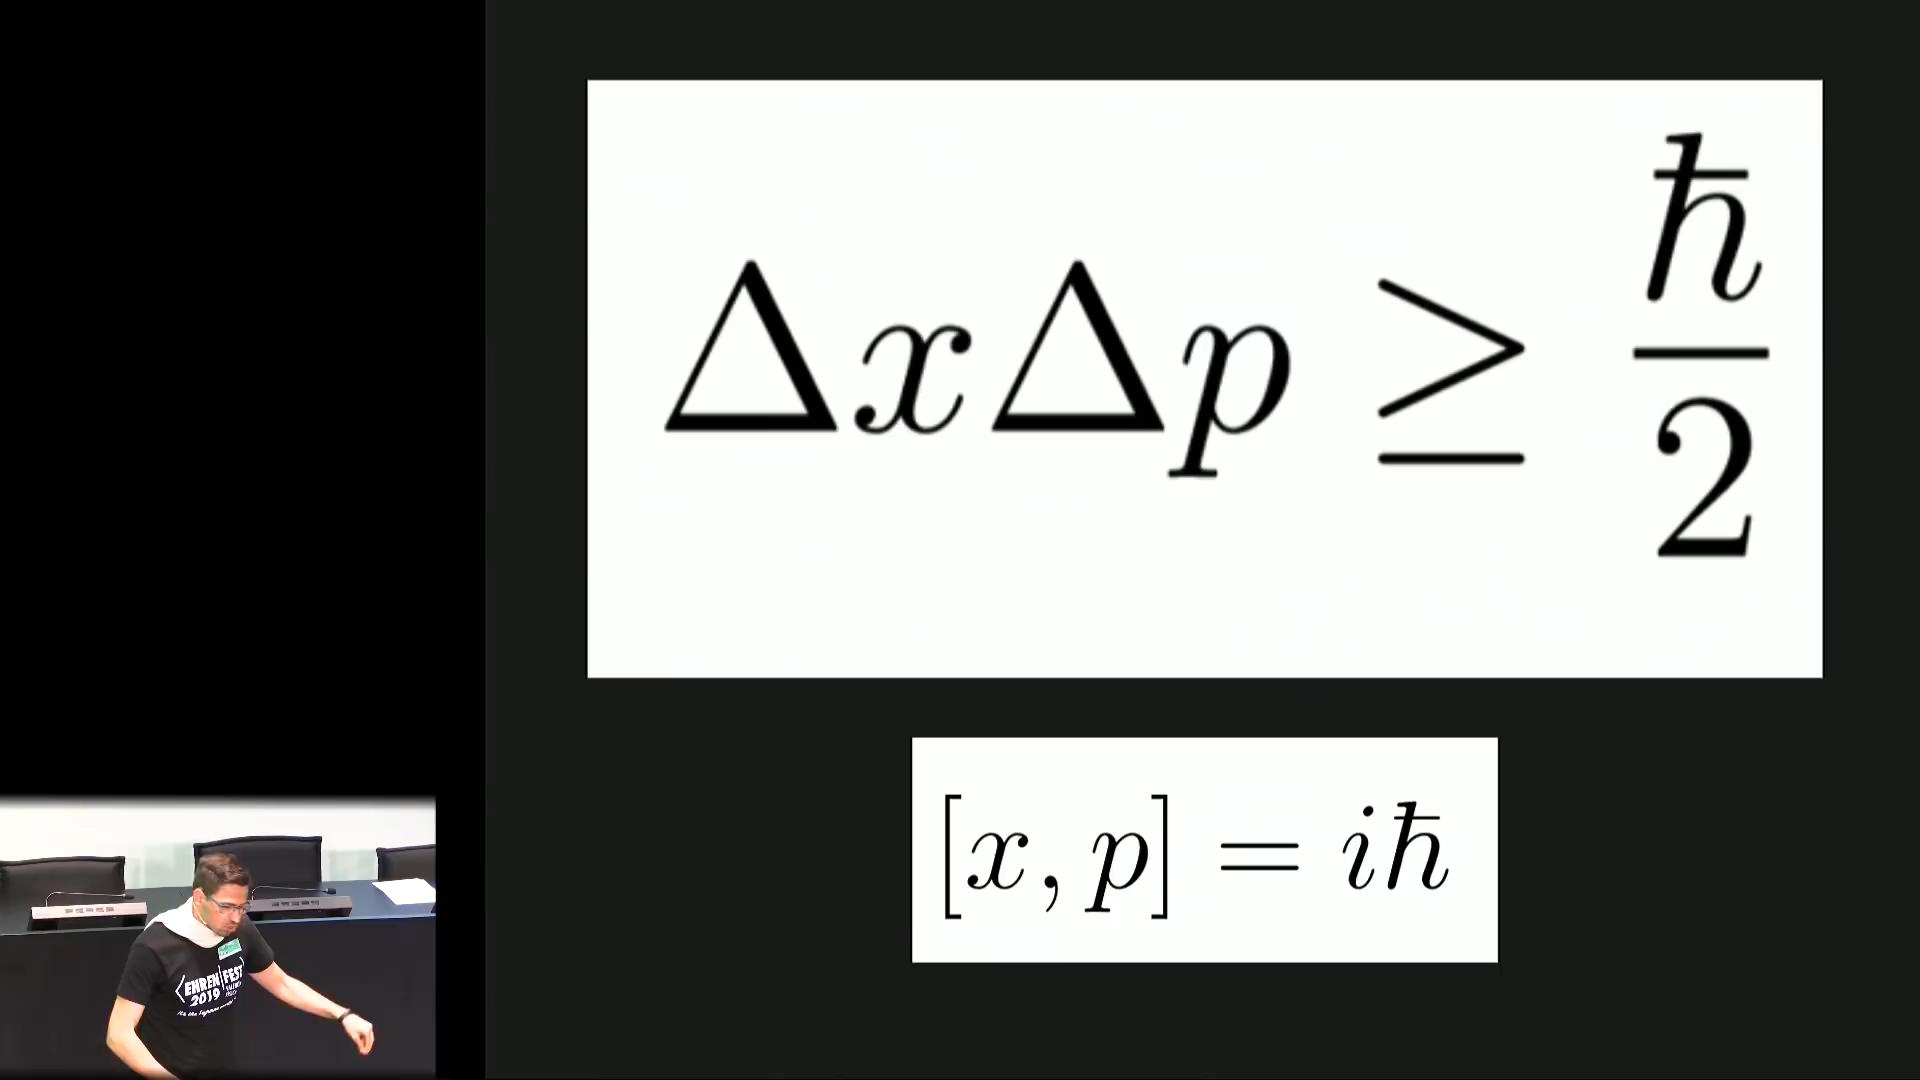 ΔxΔp ≥ ħ/2
[x, p] = iħ
⟨EHREN|FEST⟩
2019